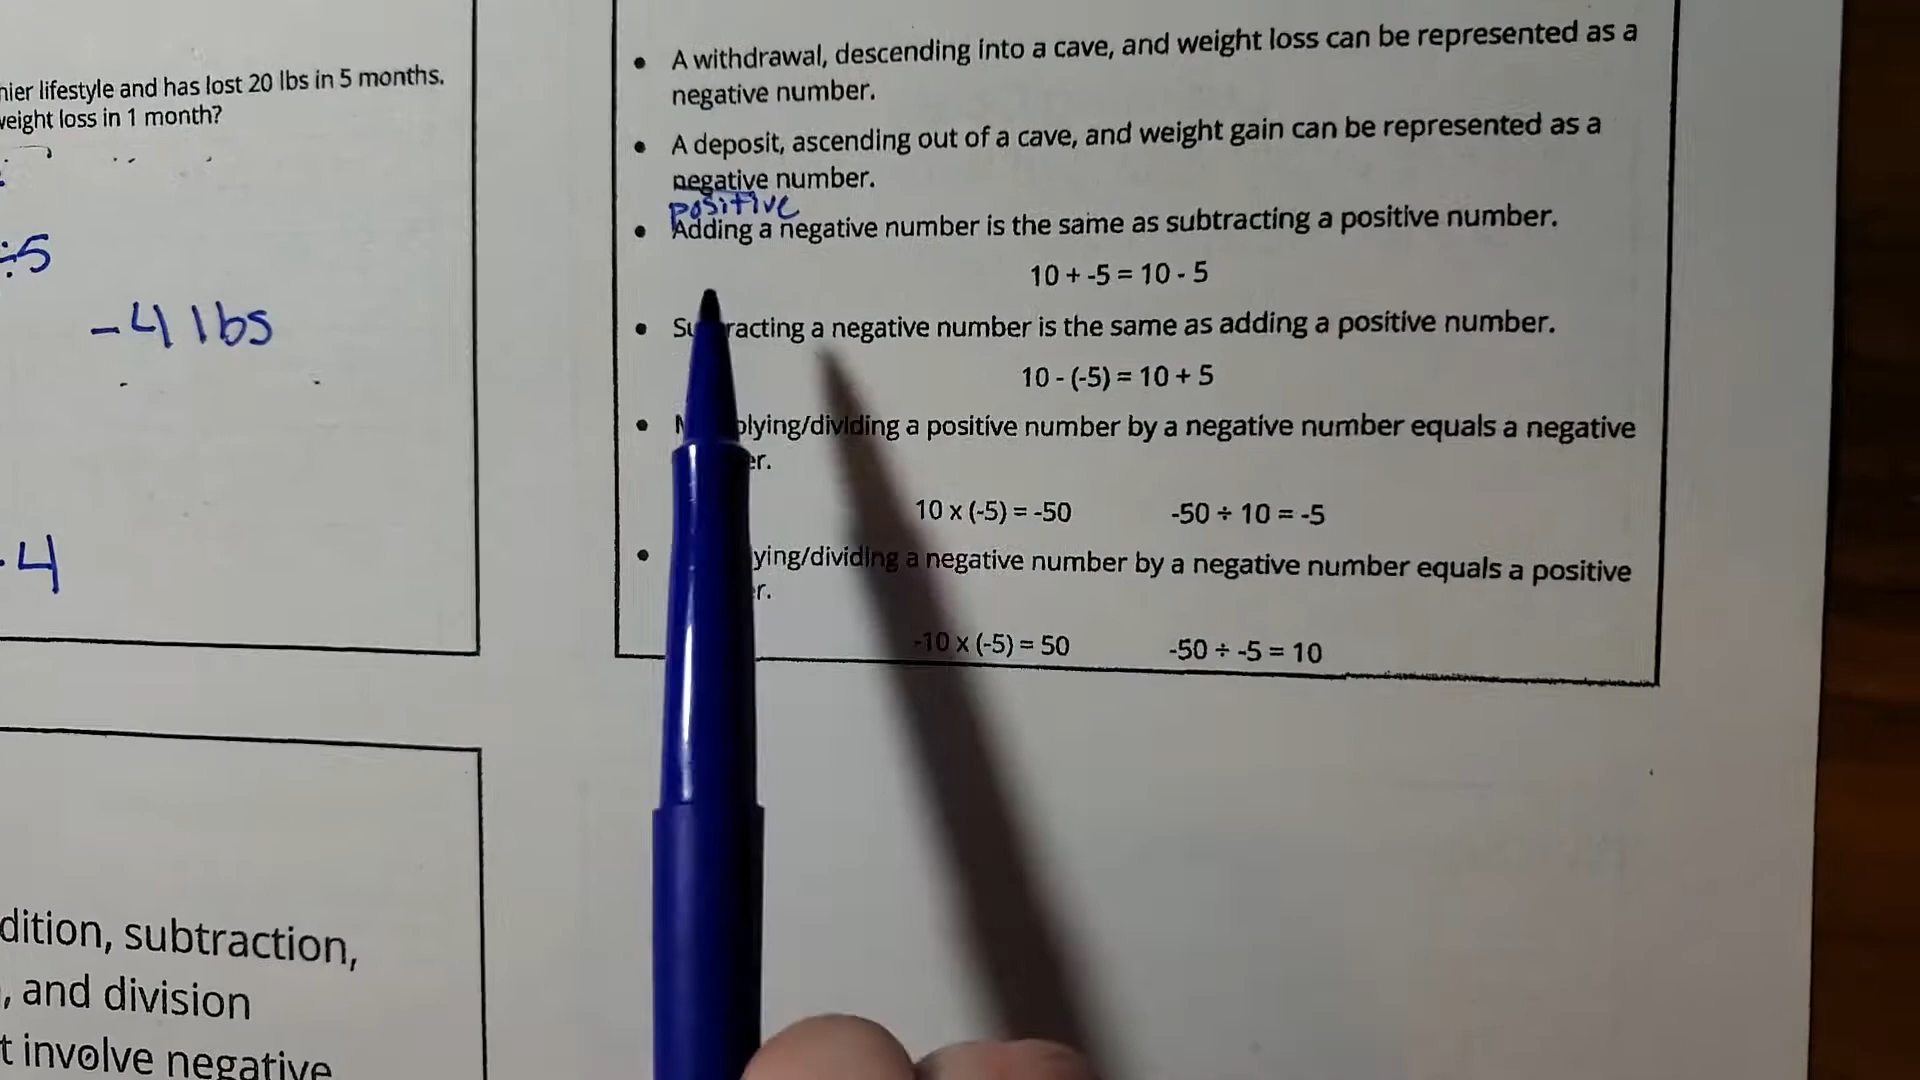 nier lifestyle and has lost 20 lbs in 5 months.
weight loss in 1 month?
÷5
-4 lbs
4
dition, subtraction,
, and division
t involve negative
• A withdrawal, descending into a cave, and weight loss can be represented as a
negative number.
• A deposit, ascending out of a cave, and weight gain can be represented as a
negative number.
positive
• Adding a negative number is the same as subtracting a positive number.
10 + -5 = 10 - 5
• Su racting a negative number is the same as adding a positive number.
10 - (-5) = 10 + 5
• M plying/dividing a positive number by a negative number equals a negative
er.
10 x (-5) = -50 -50 ÷ 10 = -5
• ying/dividing a negative number by a negative number equals a positive
r.
-10 x (-5) = 50 -50 ÷ -5 = 10